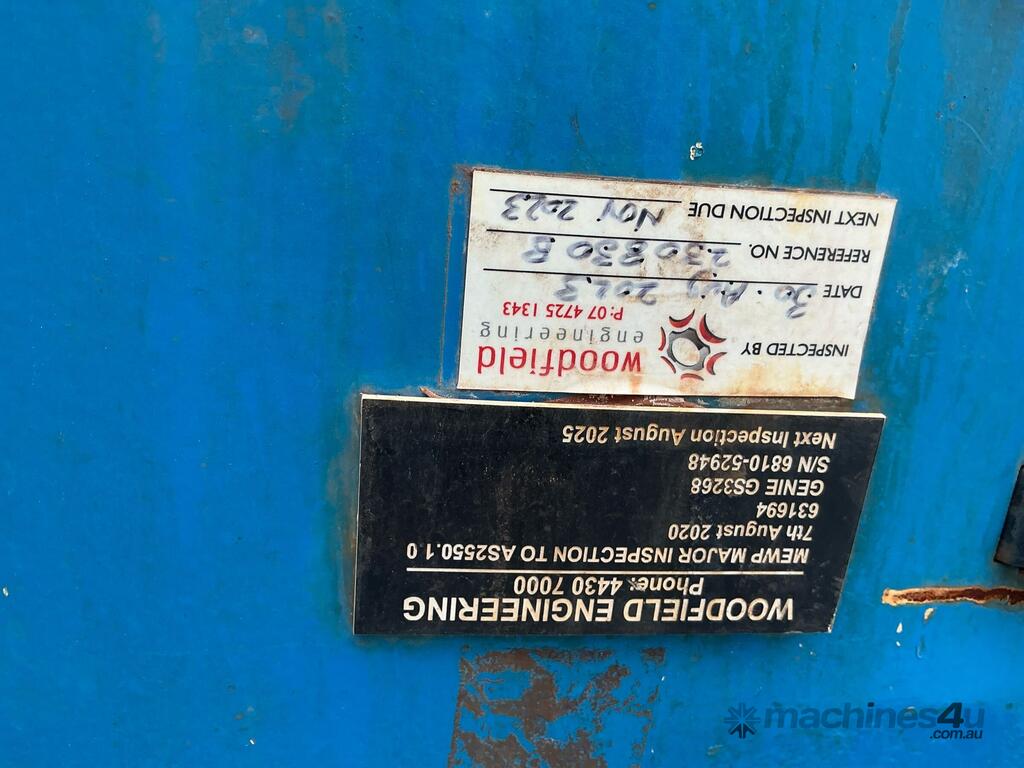 WOODFIELD ENGINEERING
Phone: 4430 7000
MEWP MAJOR INSPECTION TO AS2550.1 0
7th August 2020
631694
GENIE GS3268
S/N 6810-52948
Next Inspection August 2025
INSPECTED BY
woodfield
engineering
P: 07 4725 1343
DATE 30. Aug 2023
REFERENCE NO. 230830B
NEXT INSPECTION DUE Nov 2023
machines4u
.com.au